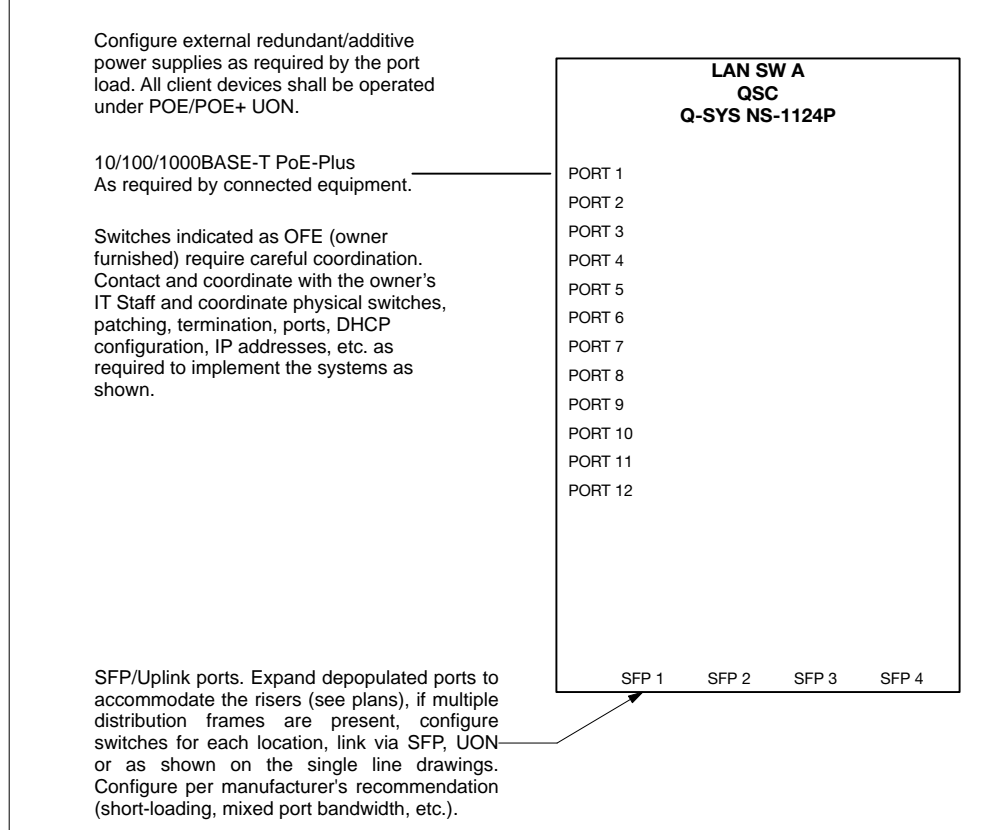 Configure external redundant/additive
power supplies as required by the port
load. All client devices shall be operated
under POE/POE+ UON.
10/100/1000BASE-T PoE-Plus
As required by connected equipment.
Switches indicated as OFE (owner
furnished) require careful coordination.
Contact and coordinate with the owner's
IT Staff and coordinate physical switches,
patching, termination, ports, DHCP
configuration, IP addresses, etc. as
required to implement the systems as
shown.
SFP/Uplink ports. Expand depopulated ports to
accommodate the risers (see plans), if multiple
distribution frames are present, configure
switches for each location, link via SFP, UON
or as shown on the single line drawings.
Configure per manufacturer's recommendation
(short-loading, mixed port bandwidth, etc.).
LAN SW A
QSC
Q-SYS NS-1124P
PORT 1
PORT 2
PORT 3
PORT 4
PORT 5
PORT 6
PORT 7
PORT 8
PORT 9
PORT 10
PORT 11
PORT 12
SFP 1 SFP 2 SFP 3 SFP 4